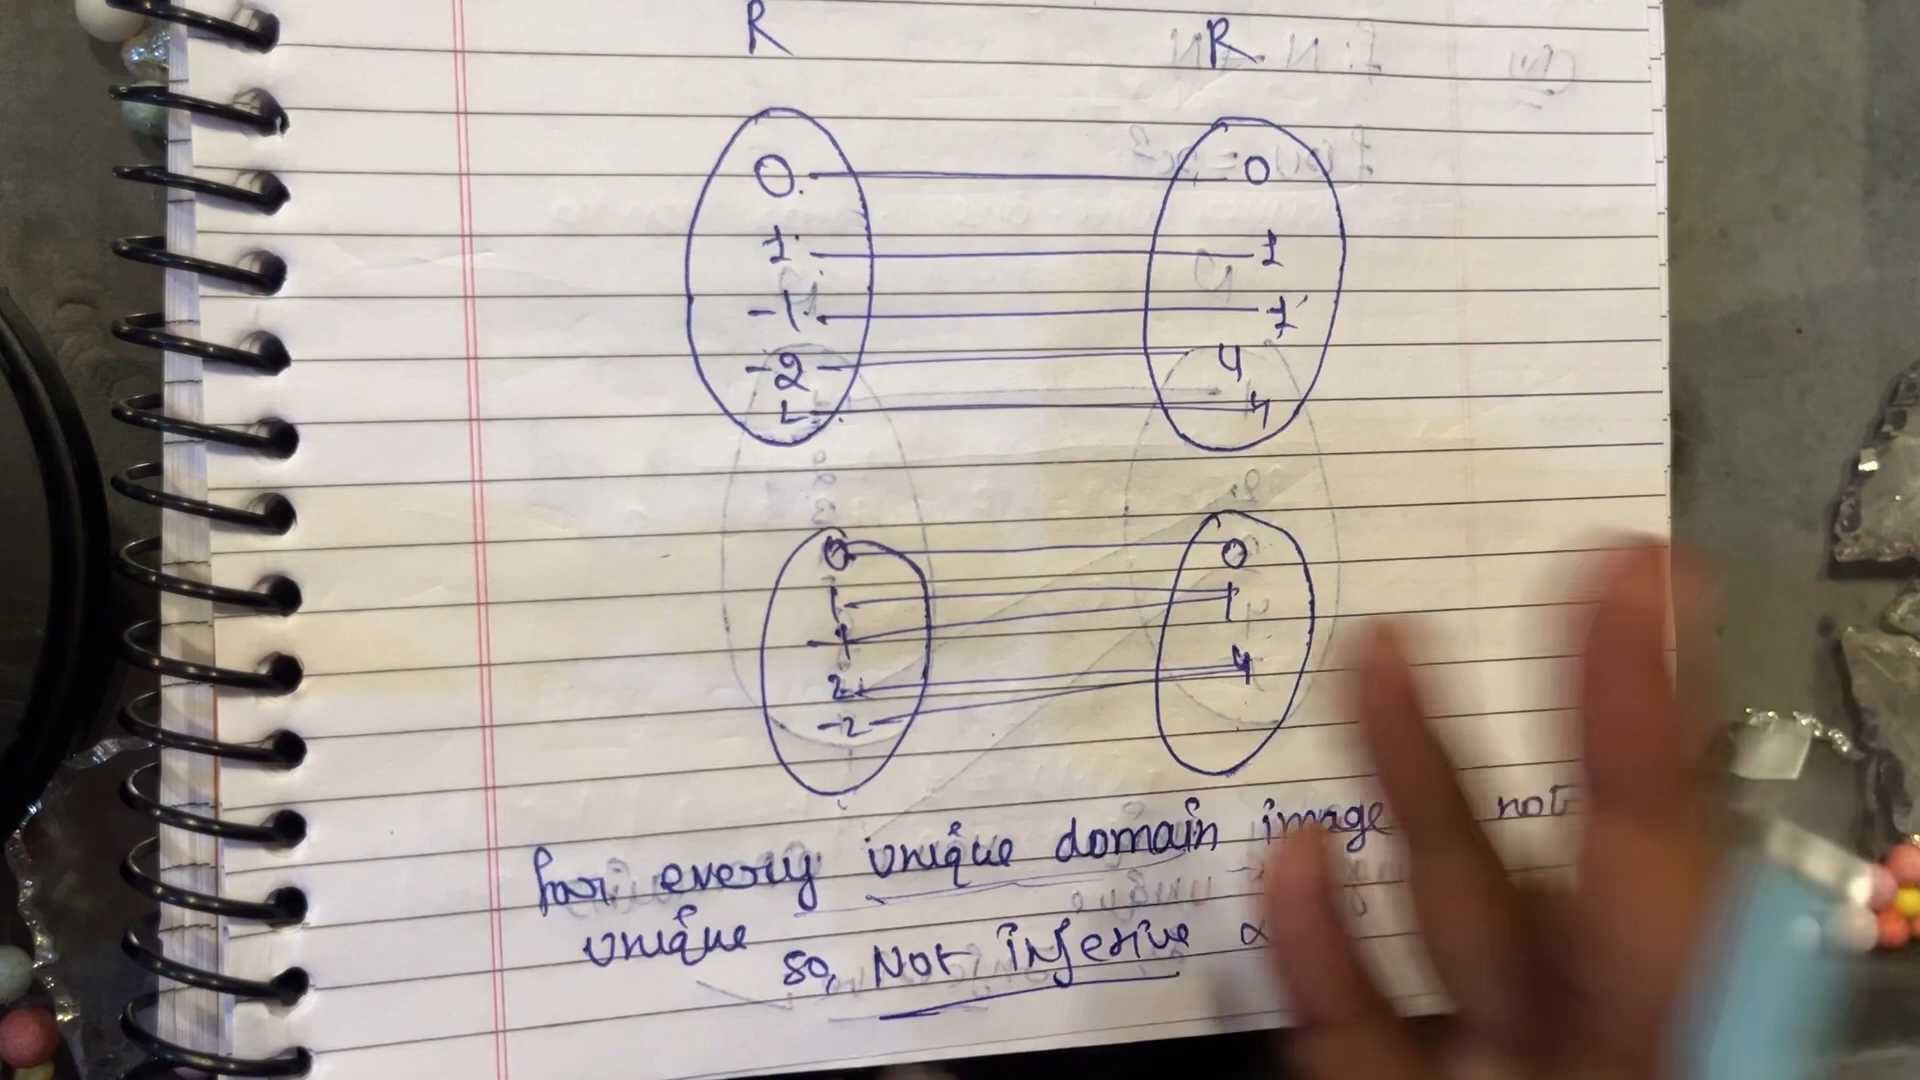 R R
0 0
1 1
-1 1
-2 4
2 4
0 0
1 1
-1 4
2
-2
for every unique domain image not
unique
so, Not injective